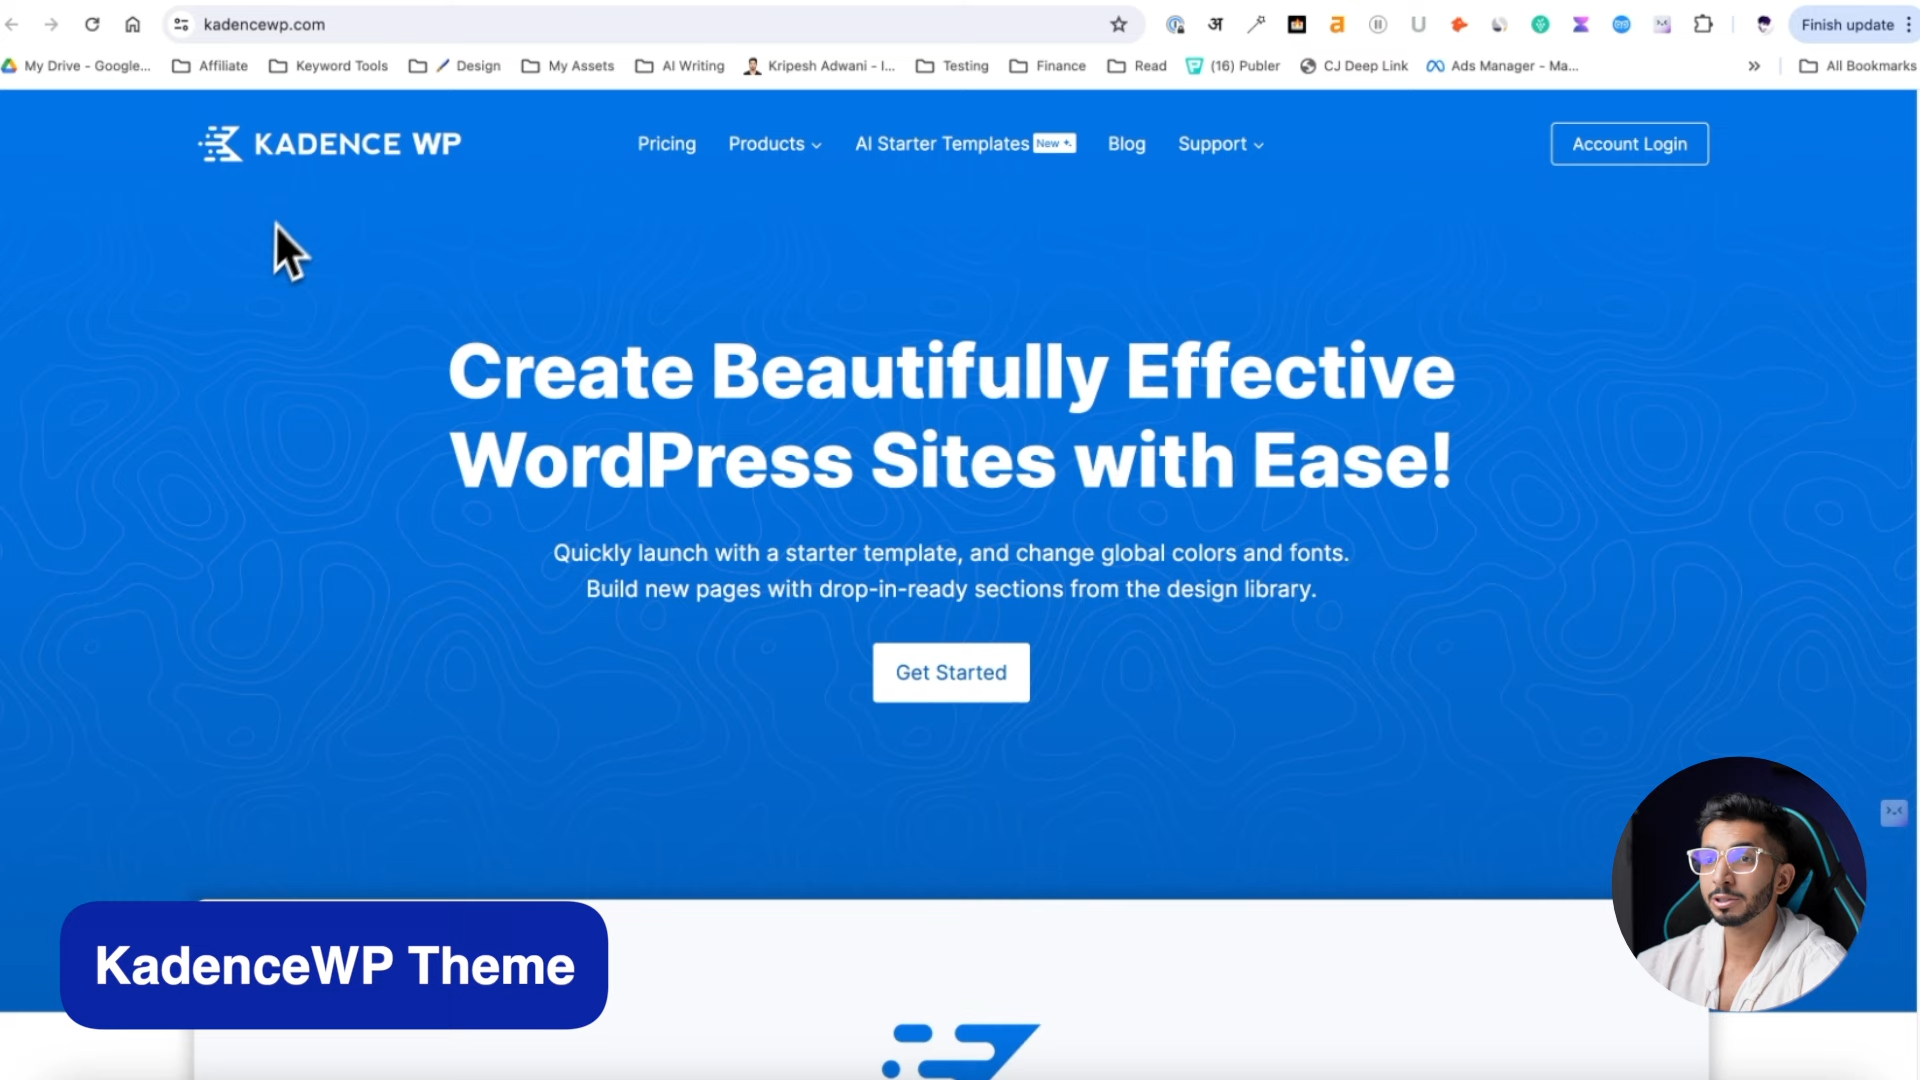 kadencewp.com
अ
a
U
Finish update
My Drive - Google...
Affiliate
Keyword Tools
Design
My Assets
AI Writing
Kripesh Adwani - I...
Testing
Finance
Read
(16) Publer
CJ Deep Link
Ads Manager - Ma...
All Bookmarks
KADENCE WP
Pricing
Products
AI Starter Templates New
Blog
Support
Account Login
Create Beautifully Effective
WordPress Sites with Ease!
Quickly launch with a starter template, and change global colors and fonts.
Build new pages with drop-in-ready sections from the design library.
Get Started
KadenceWP Theme